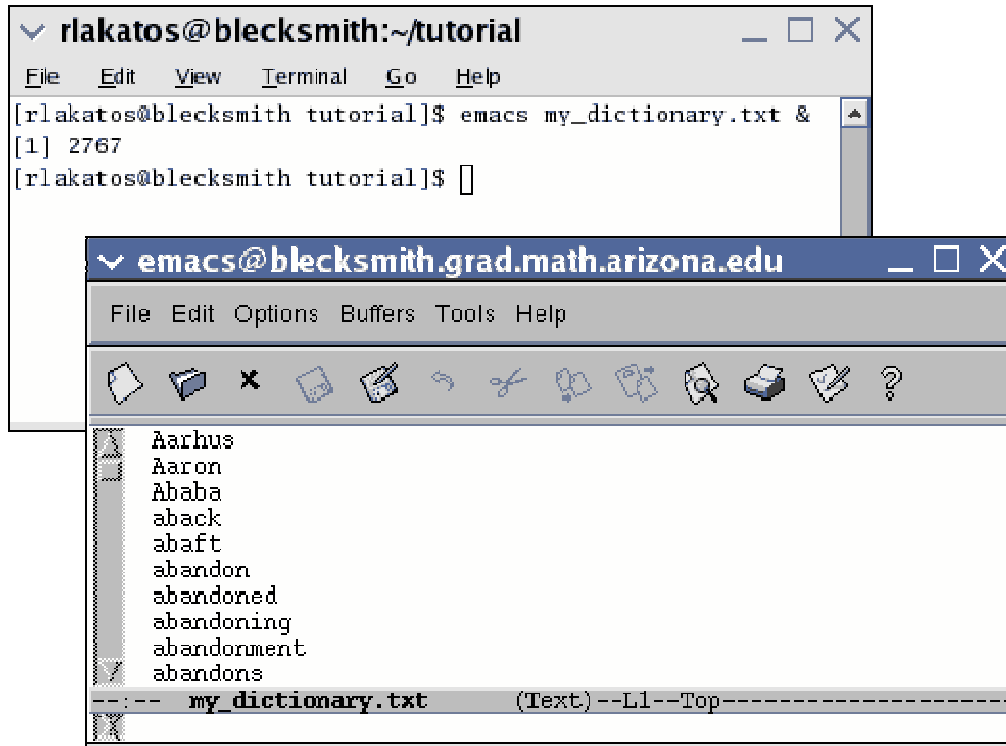 rlakatos@blecksmith:~/tutorial
File Edit View Terminal Go Help
[rlakatos@blecksmith tutorial]$ emacs my_dictionary.txt &
[1] 2767
[rlakatos@blecksmith tutorial]$
emacs@blecksmith.grad.math.arizona.edu
File Edit Options Buffers Tools Help
Aarhus
Aaron
Ababa
aback
abaft
abandon
abandoned
abandoning
abandonment
abandons
--:-- my_dictionary.txt (Text)--L1--Top--------------------